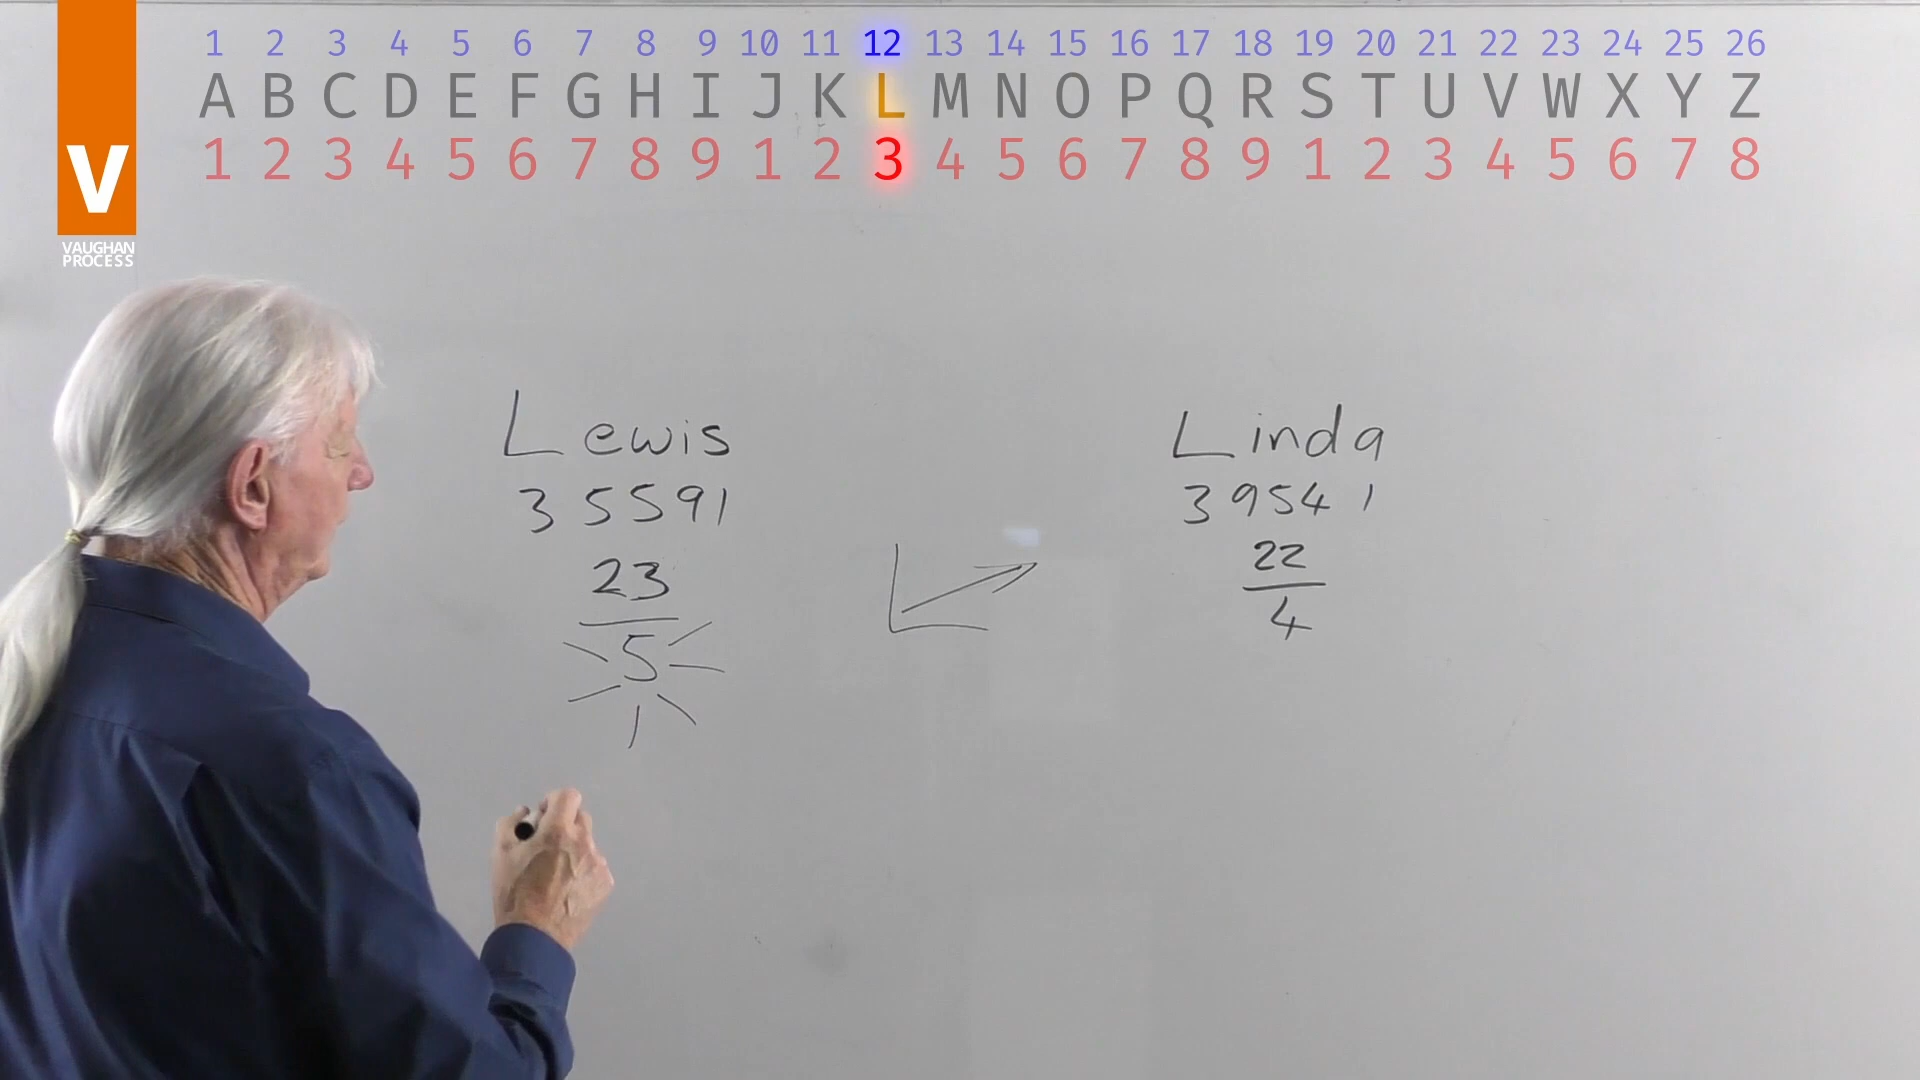 1 2 3 4 5 6 7 8 9 10 11 12 13 14 15 16 17 18 19 20 21 22 23 24 25 26
A B C D E F G H I J K L M N O P Q R S T U V W X Y Z
1 2 3 4 5 6 7 8 9 1 2 3 4 5 6 7 8 9 1 2 3 4 5 6 7 8
V
VAUGHAN
PROCESS
Lewis
3 5 5 9 1
23
5
L
Linda
3 9 5 4 1
22
4